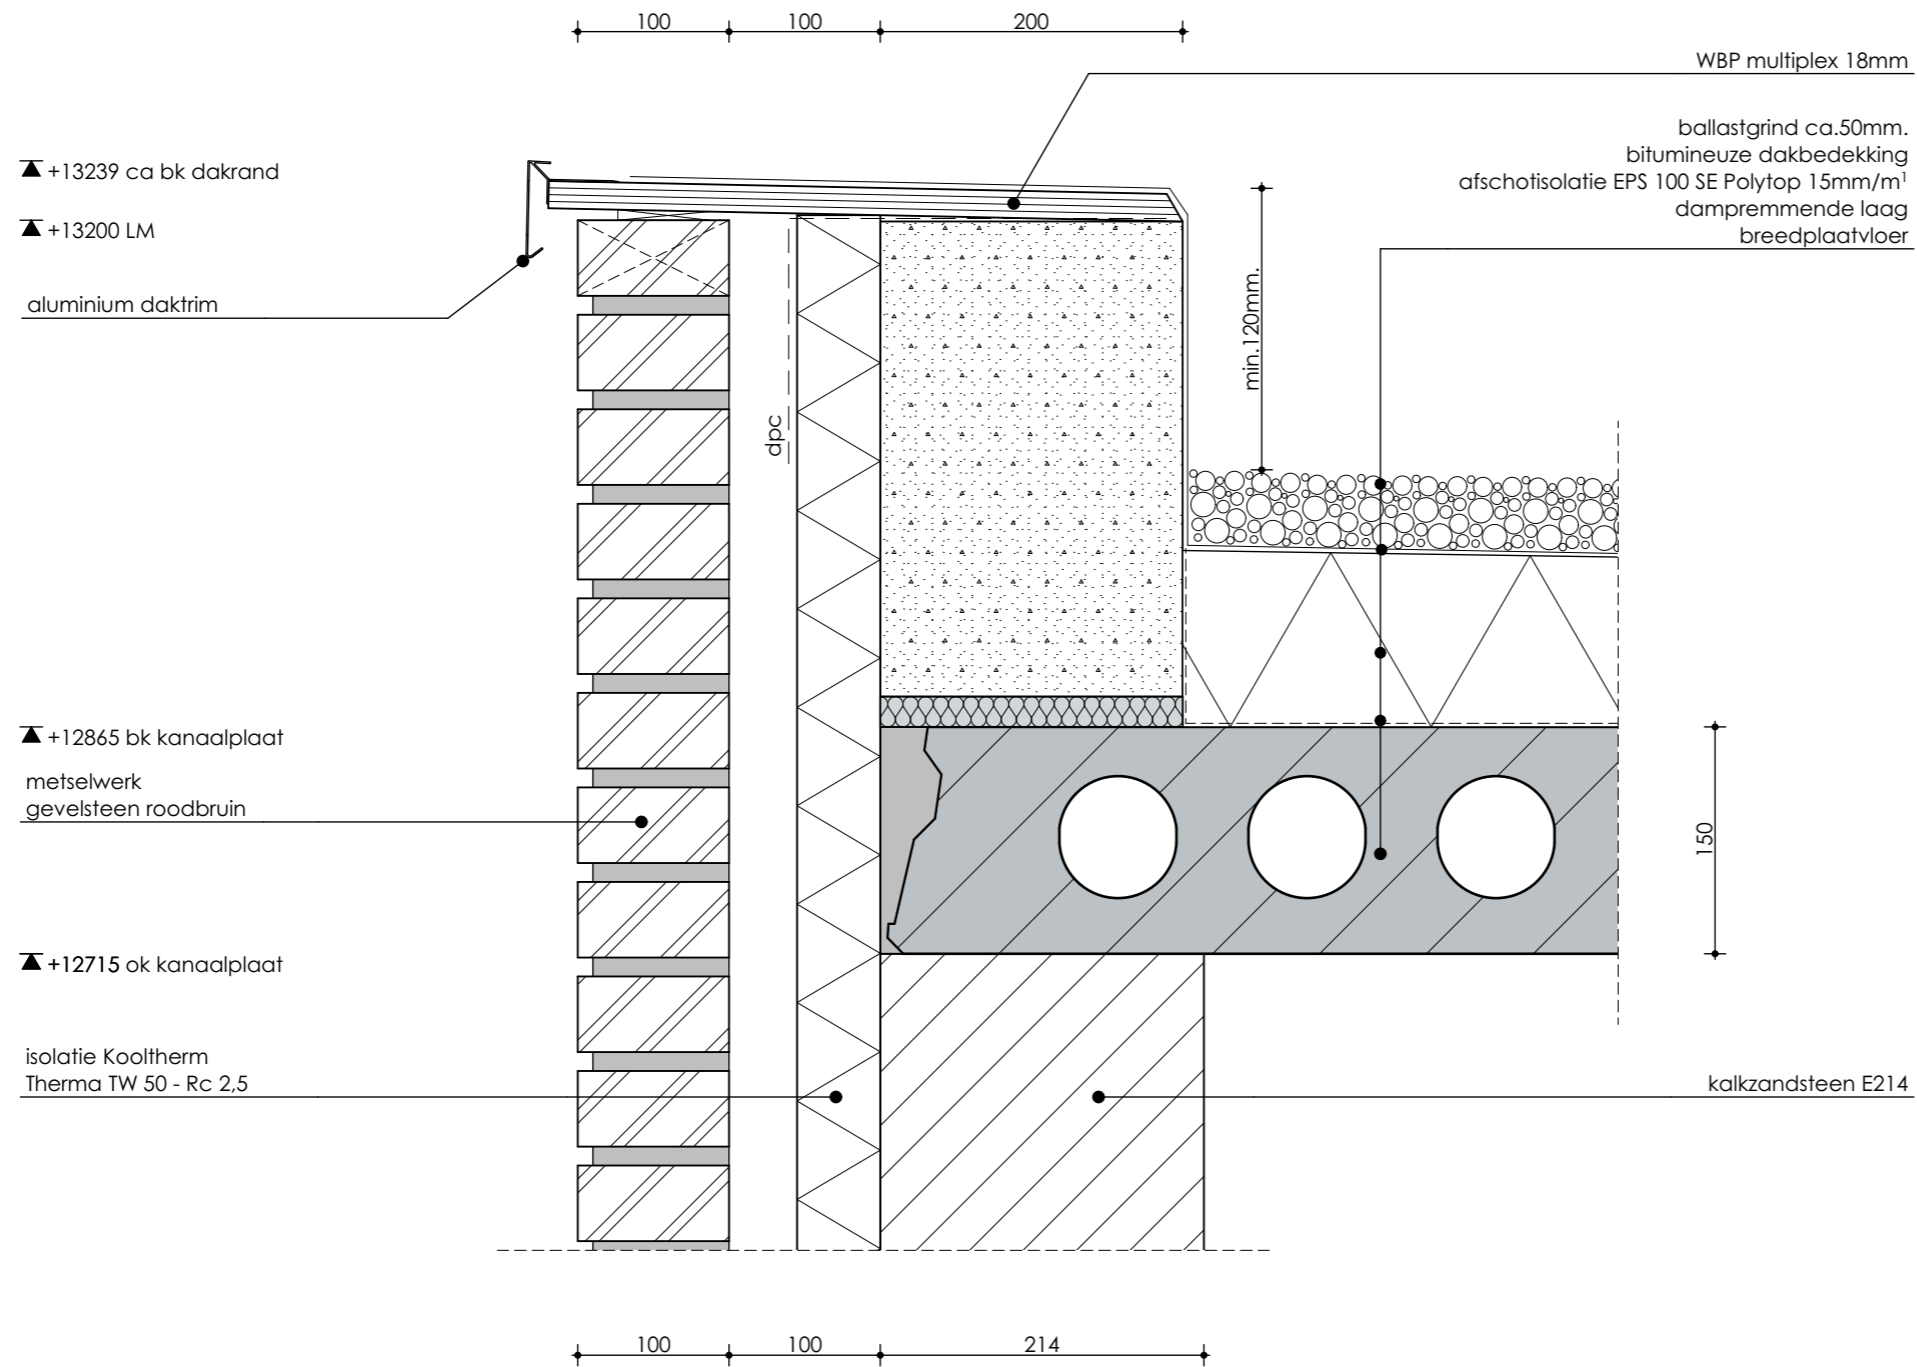 100
100
200
WBP multiplex 18mm
ballastgrind ca.50mm.
bitumineuze dakbedekking
afschotisolatie EPS 100 SE Polytop 15mm/m¹
dampremmende laag
breedplaatvloer
+13239 ca bk dakrand
+13200 LM
aluminium daktrim
min.120mm.
dpc
+12865 bk kanaalplaat
metselwerk
gevelsteen roodbruin
150
+12715 ok kanaalplaat
isolatie Kooltherm
Therma TW 50 - Rc 2,5
kalkzandsteen E214
100
100
214